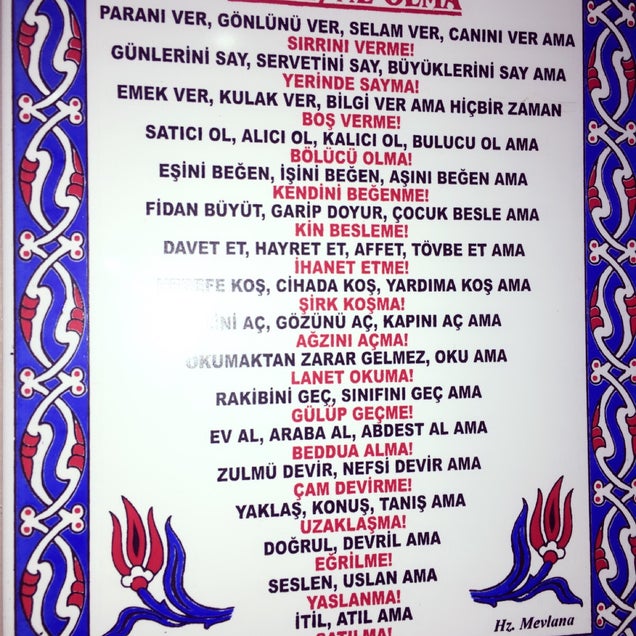 OLMA
PARANI VER, GÖNLÜNÜ VER, SELAM VER, CANINI VER AMA
SIRRINI VERME!
GÜNLERİNİ SAY, SERVETİNİ SAY, BÜYÜKLERİNİ SAY AMA
YERİNDE SAYMA!
EMEK VER, KULAK VER, BİLGİ VER AMA HİÇBİR ZAMAN
BOŞ VERME!
SATICI OL, ALICI OL, KALICI OL, BULUCU OL AMA
BÖLÜCÜ OLMA!
EŞİNİ BEĞEN, İŞİNİ BEĞEN, AŞINI BEĞEN AMA
KENDİNİ BEĞENME!
FİDAN BÜYÜT, GARİP DOYUR, ÇOCUK BESLE AMA
KİN BESLEME!
DAVET ET, HAYRET ET, AFFET, TÖVBE ET AMA
İHANET ETME!
KOŞ, CİHADA KOŞ, YARDIMA KOŞ AMA
ŞİRK KOŞMA!
AÇ, GÖZÜNÜ AÇ, KAPINI AÇ AMA
AĞZINI AÇMA!
OKUMAKTAN ZARAR GELMEZ, OKU AMA
LANET OKUMA!
RAKİBİNİ GEÇ, SINIFINI GEÇ AMA
GÜLÜP GEÇME!
EV AL, ARABA AL, ABDEST AL AMA
BEDDUA ALMA!
ZULMÜ DEVİR, NEFSİ DEVİR AMA
ÇAM DEVİRME!
YAKLAŞ, KONUŞ, TANIŞ AMA
UZAKLAŞMA!
DOĞRUL, DEVRİL AMA
EĞRİLME!
SESLEN, USLAN AMA
YASLANMA!
İTİL, ATIL AMA
SATILMA!
Hz. Mevlana